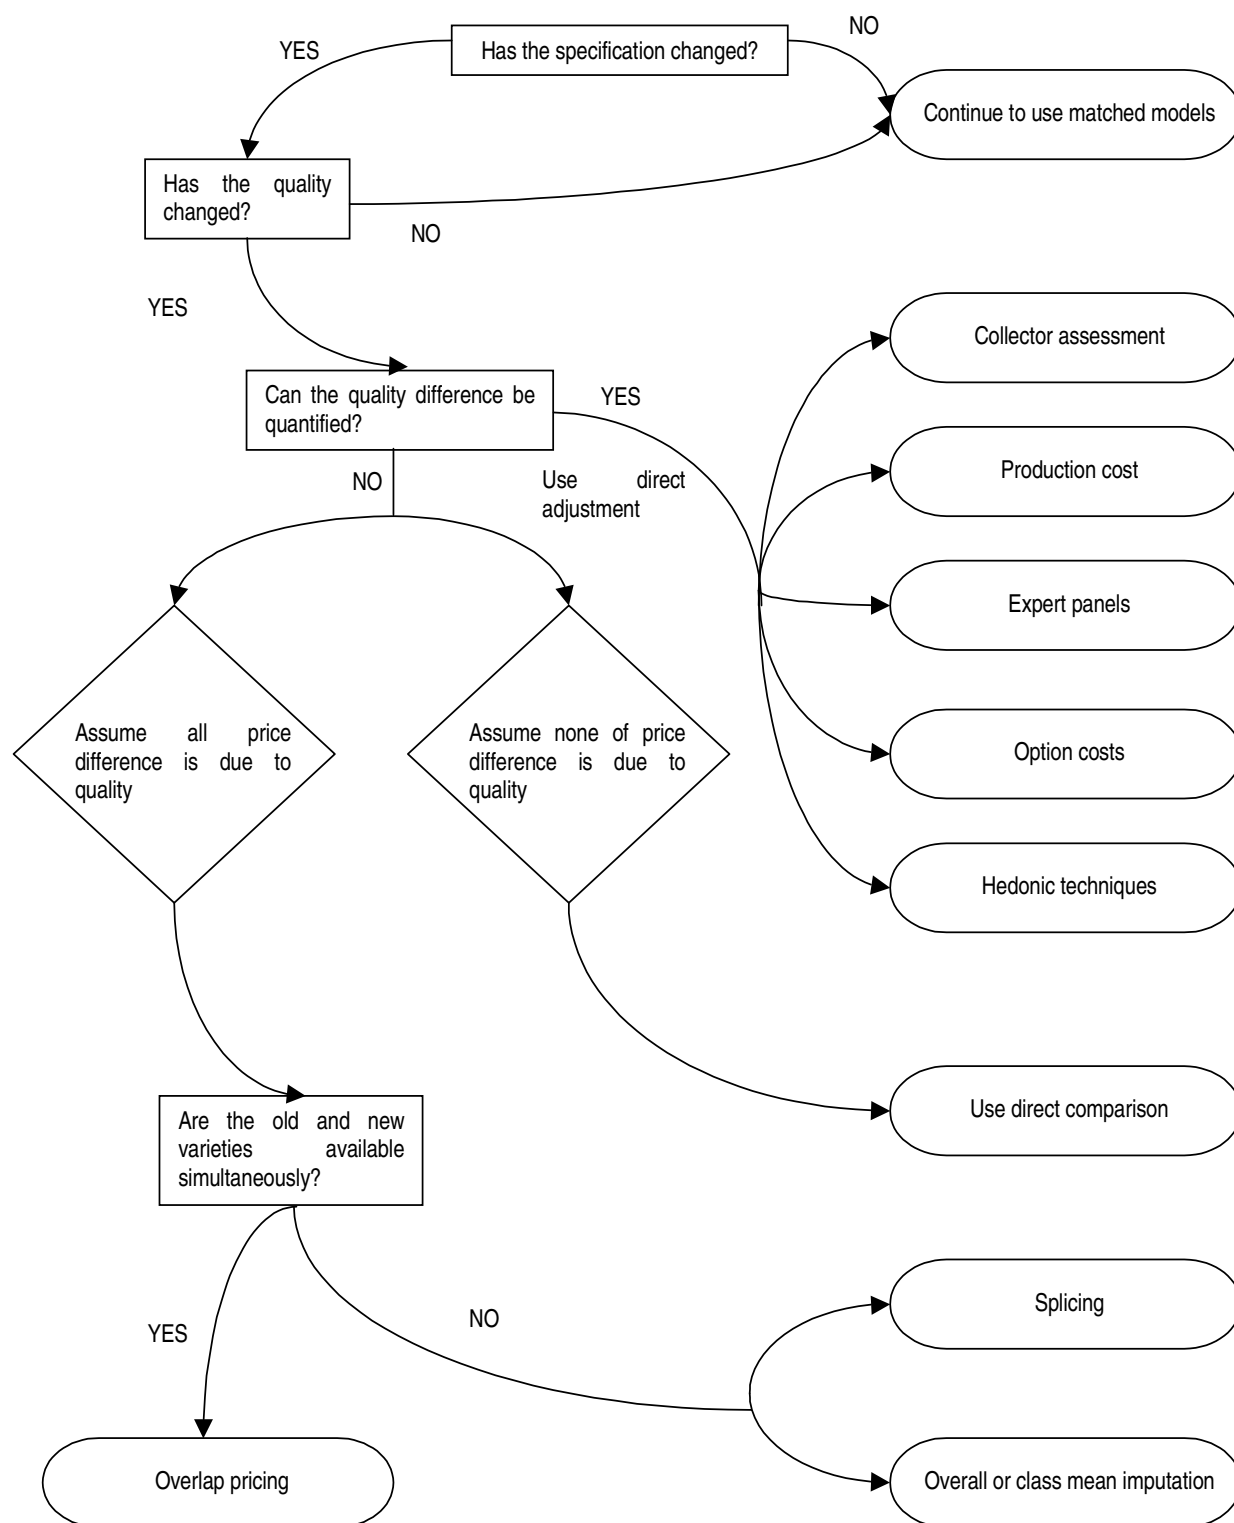 NO
YES
Has the specification changed?
Continue to use matched models
Has the quality
changed?
NO
YES
Collector assessment
Can the quality difference be
quantified?
YES
Production cost
NO
Use direct
adjustment
Expert panels
Assume all price
difference is due to
quality
Assume none of price
difference is due to
quality
Option costs
Hedonic techniques
Are the old and new
varieties available
simultaneously?
Use direct comparison
YES
NO
Splicing
Overlap pricing
Overall or class mean imputation